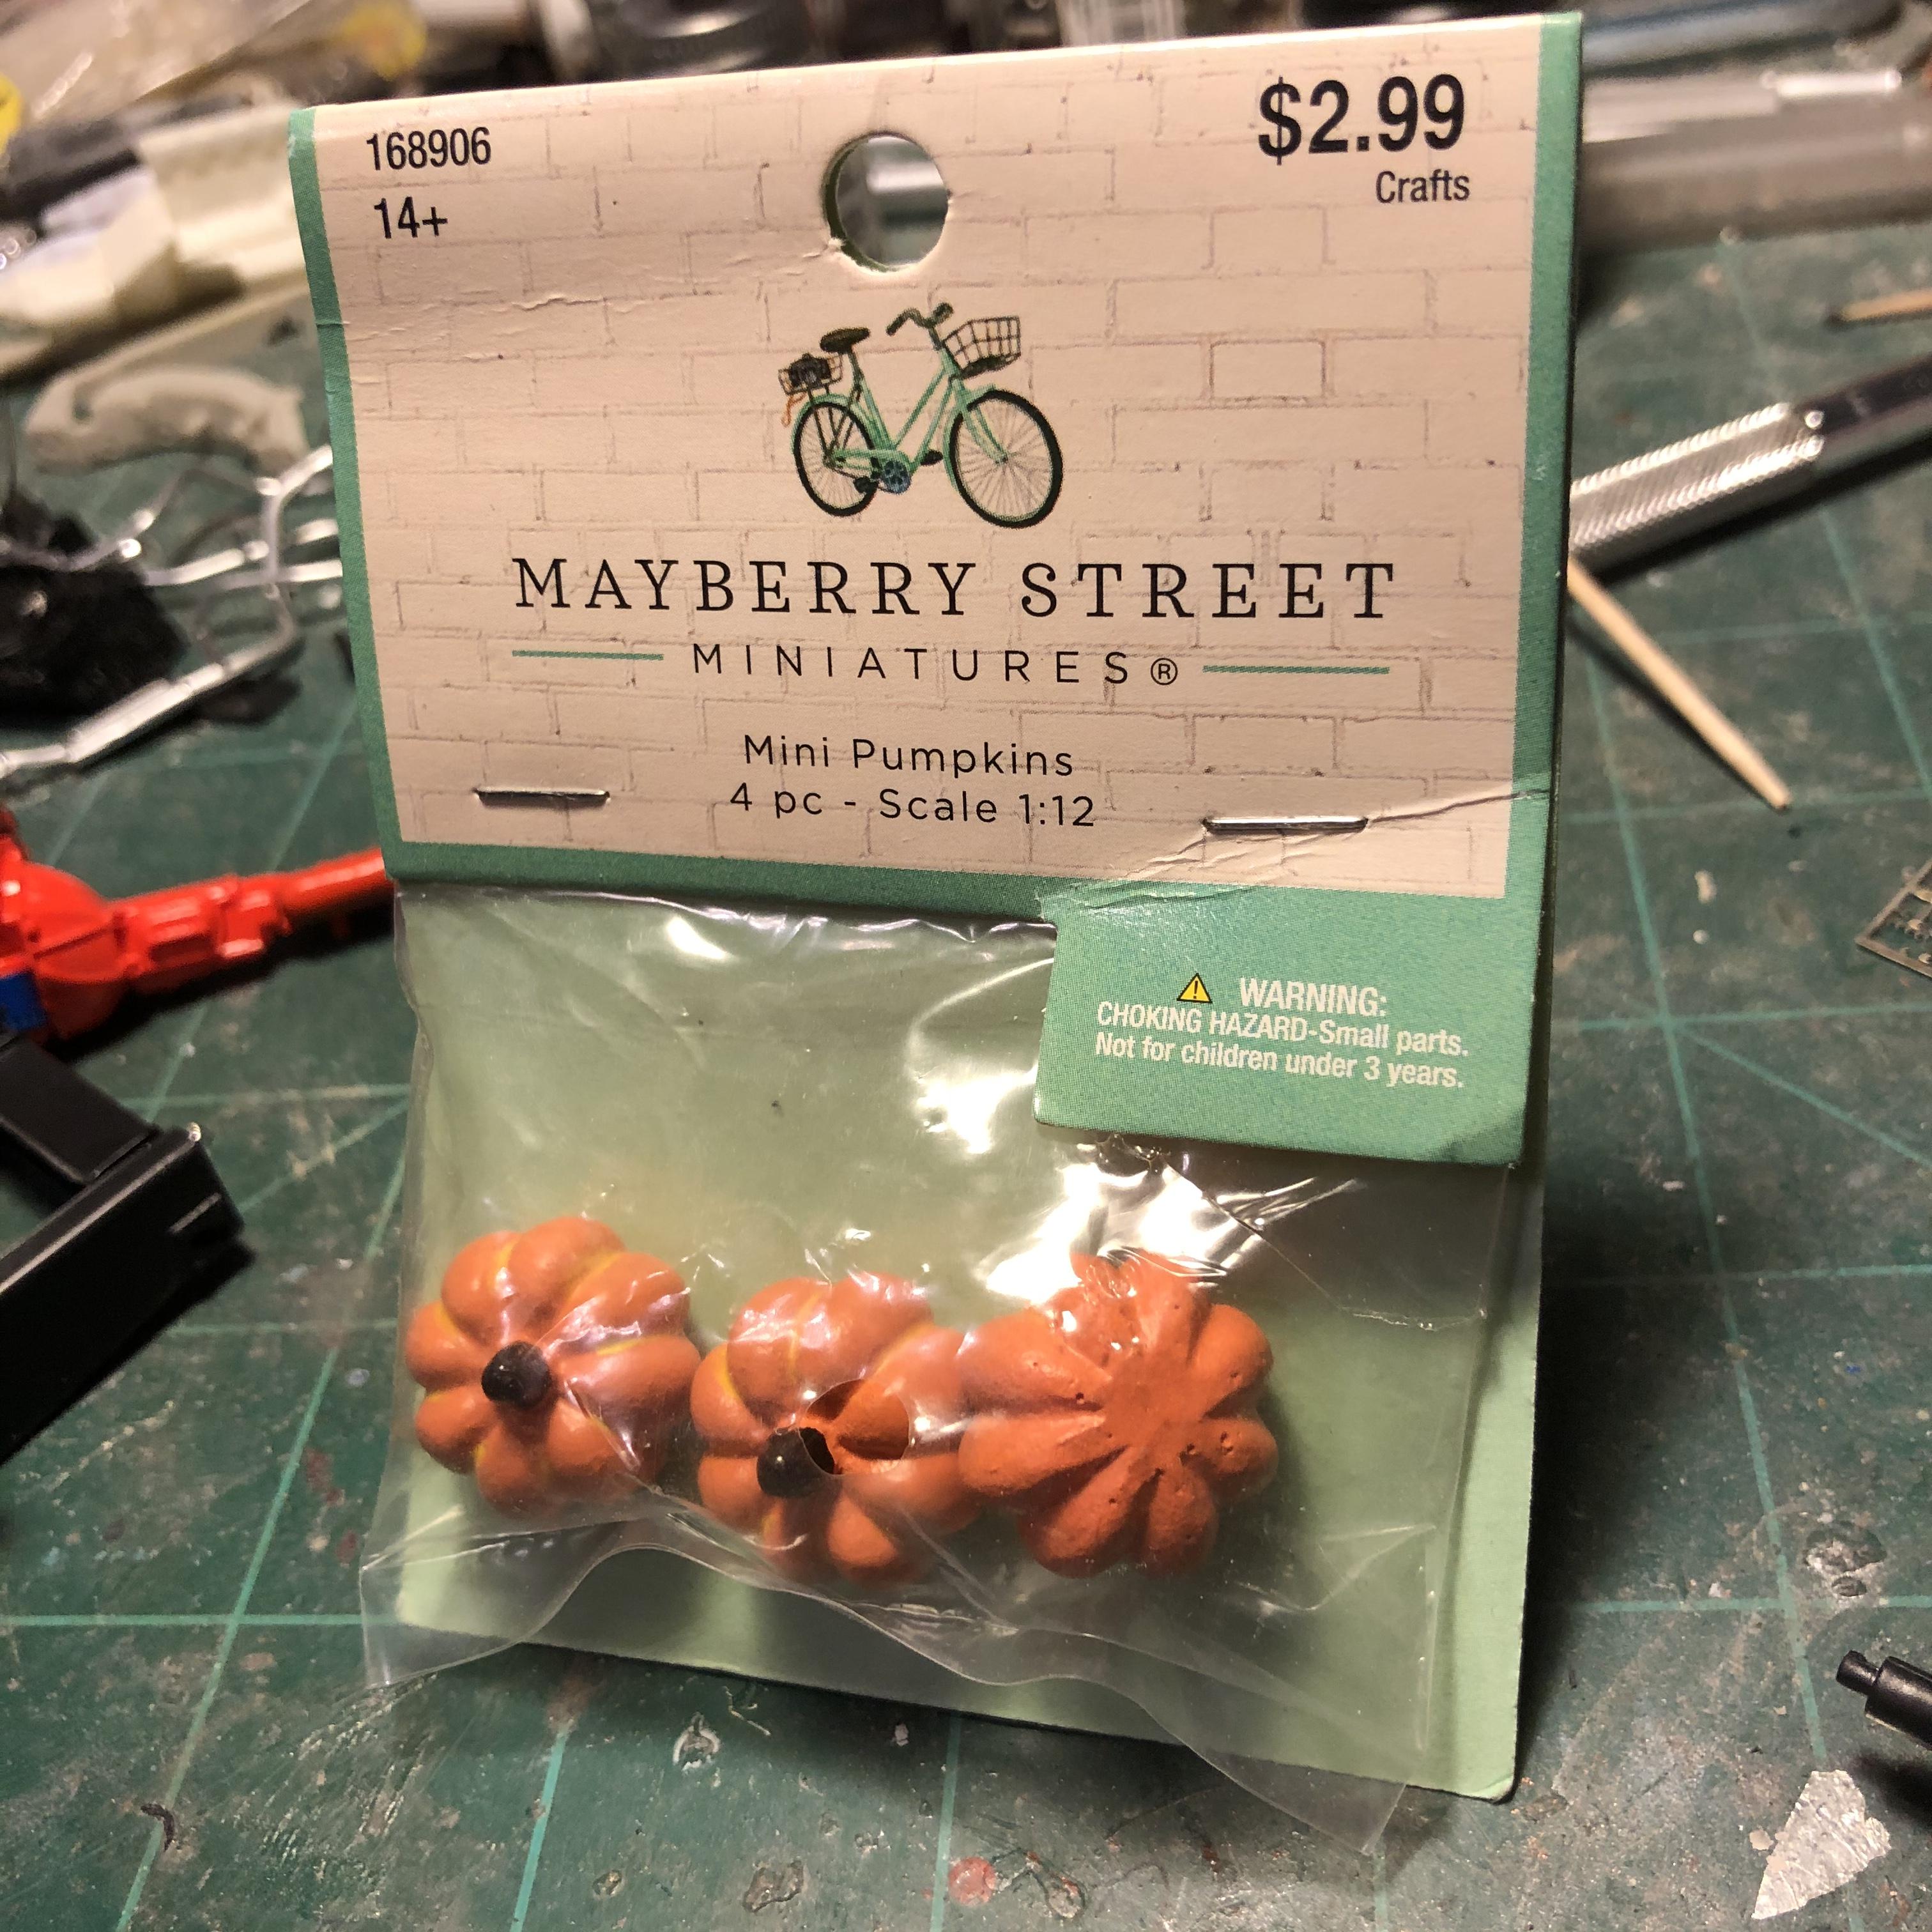 168906
14+
$2.99
Crafts
MAYBERRY STREET
MINIATURES®
Mini Pumpkins
4 pc - Scale 1:12
WARNING:
CHOKING HAZARD-Small parts.
Not for children under 3 years.